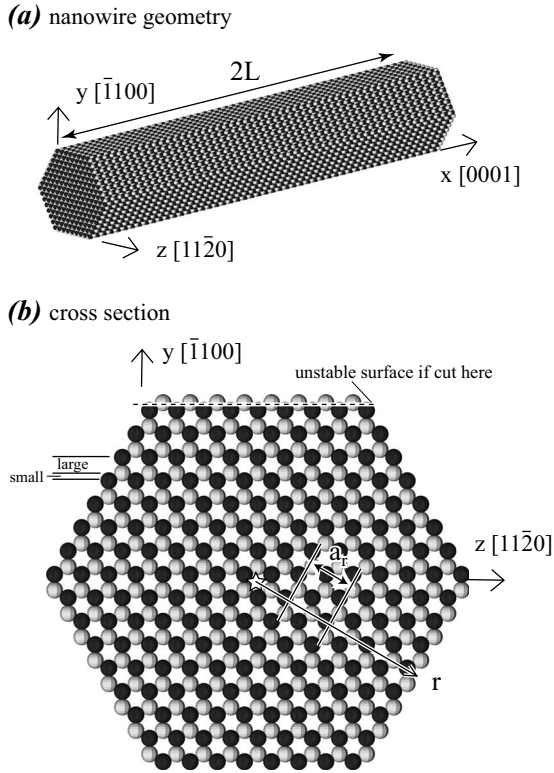 (a) nanowire geometry
2L
y [1̄100]
x [0001]
z [112̄0]
(b) cross section
y [1̄100]
unstable surface if cut here
large
small
z [112̄0]
aᵣ
r